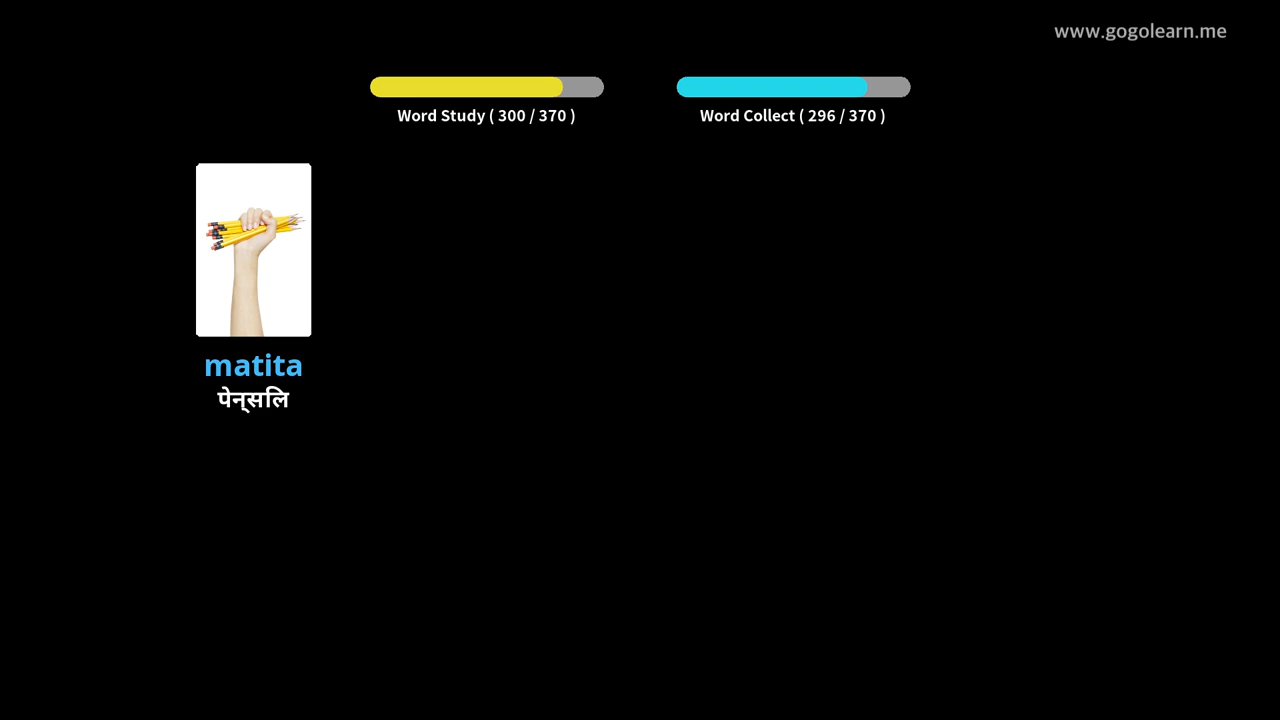 www.gogolearn.me
Word Study ( 300 / 370 )
Word Collect ( 296 / 370 )
matita
पेन्सलि